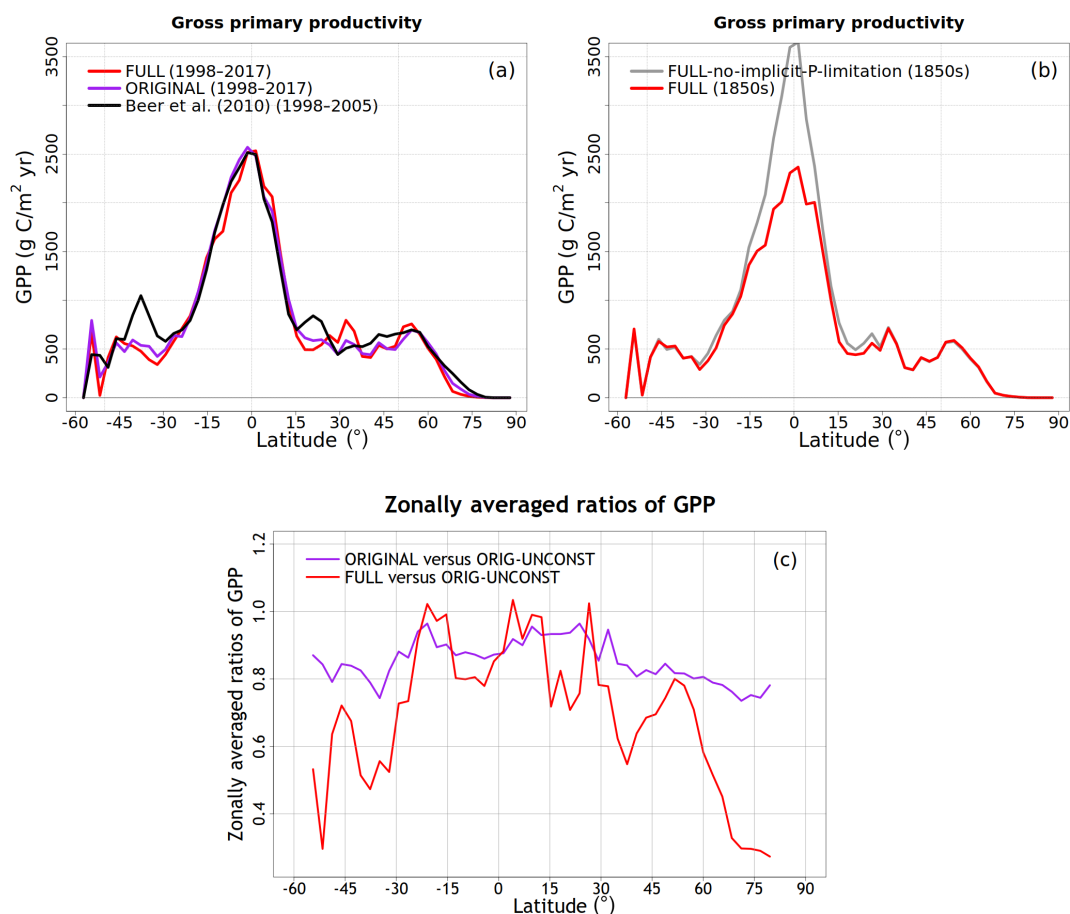 Gross primary productivity
FULL (1998–2017)
ORIGINAL (1998–2017)
Beer et al. (2010) (1998–2005)
(a)
GPP (g C/m² yr)
3500
2500
1500
500
0
-60 -45 -30 -15 0 15 30 45 60 75 90
Latitude (°)
Gross primary productivity
FULL-no-implicit-P-limitation (1850s)
FULL (1850s)
(b)
GPP (g C/m² yr)
3500
2500
1500
500
0
-60 -45 -30 -15 0 15 30 45 60 75 90
Latitude (°)
Zonally averaged ratios of GPP
ORIGINAL versus ORIG-UNCONST
FULL versus ORIG-UNCONST
(c)
Zonally averaged ratios of GPP
1.2
1.0
0.8
0.6
0.4
-60 -45 -30 -15 0 15 30 45 60 75 90
Latitude (°)